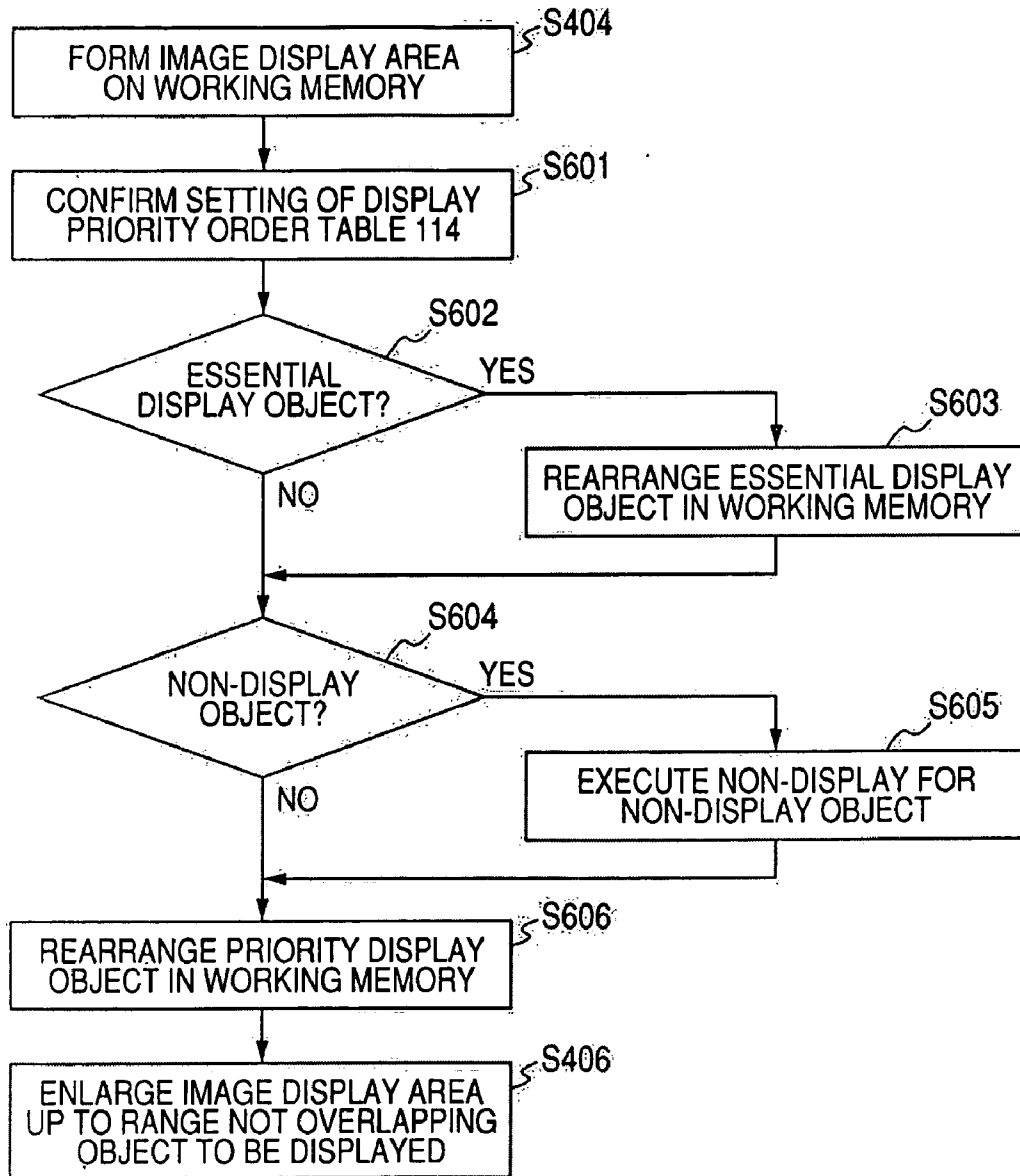 S404
FORM IMAGE DISPLAY AREA
ON WORKING MEMORY
S601
CONFIRM SETTING OF DISPLAY
PRIORITY ORDER TABLE 114
S602
ESSENTIAL
DISPLAY OBJECT?
YES
NO
S603
REARRANGE ESSENTIAL DISPLAY
OBJECT IN WORKING MEMORY
S604
NON-DISPLAY
OBJECT?
YES
NO
S605
EXECUTE NON-DISPLAY FOR
NON-DISPLAY OBJECT
S606
REARRANGE PRIORITY DISPLAY
OBJECT IN WORKING MEMORY
S406
ENLARGE IMAGE DISPLAY AREA
UP TO RANGE NOT OVERLAPPING
OBJECT TO BE DISPLAYED